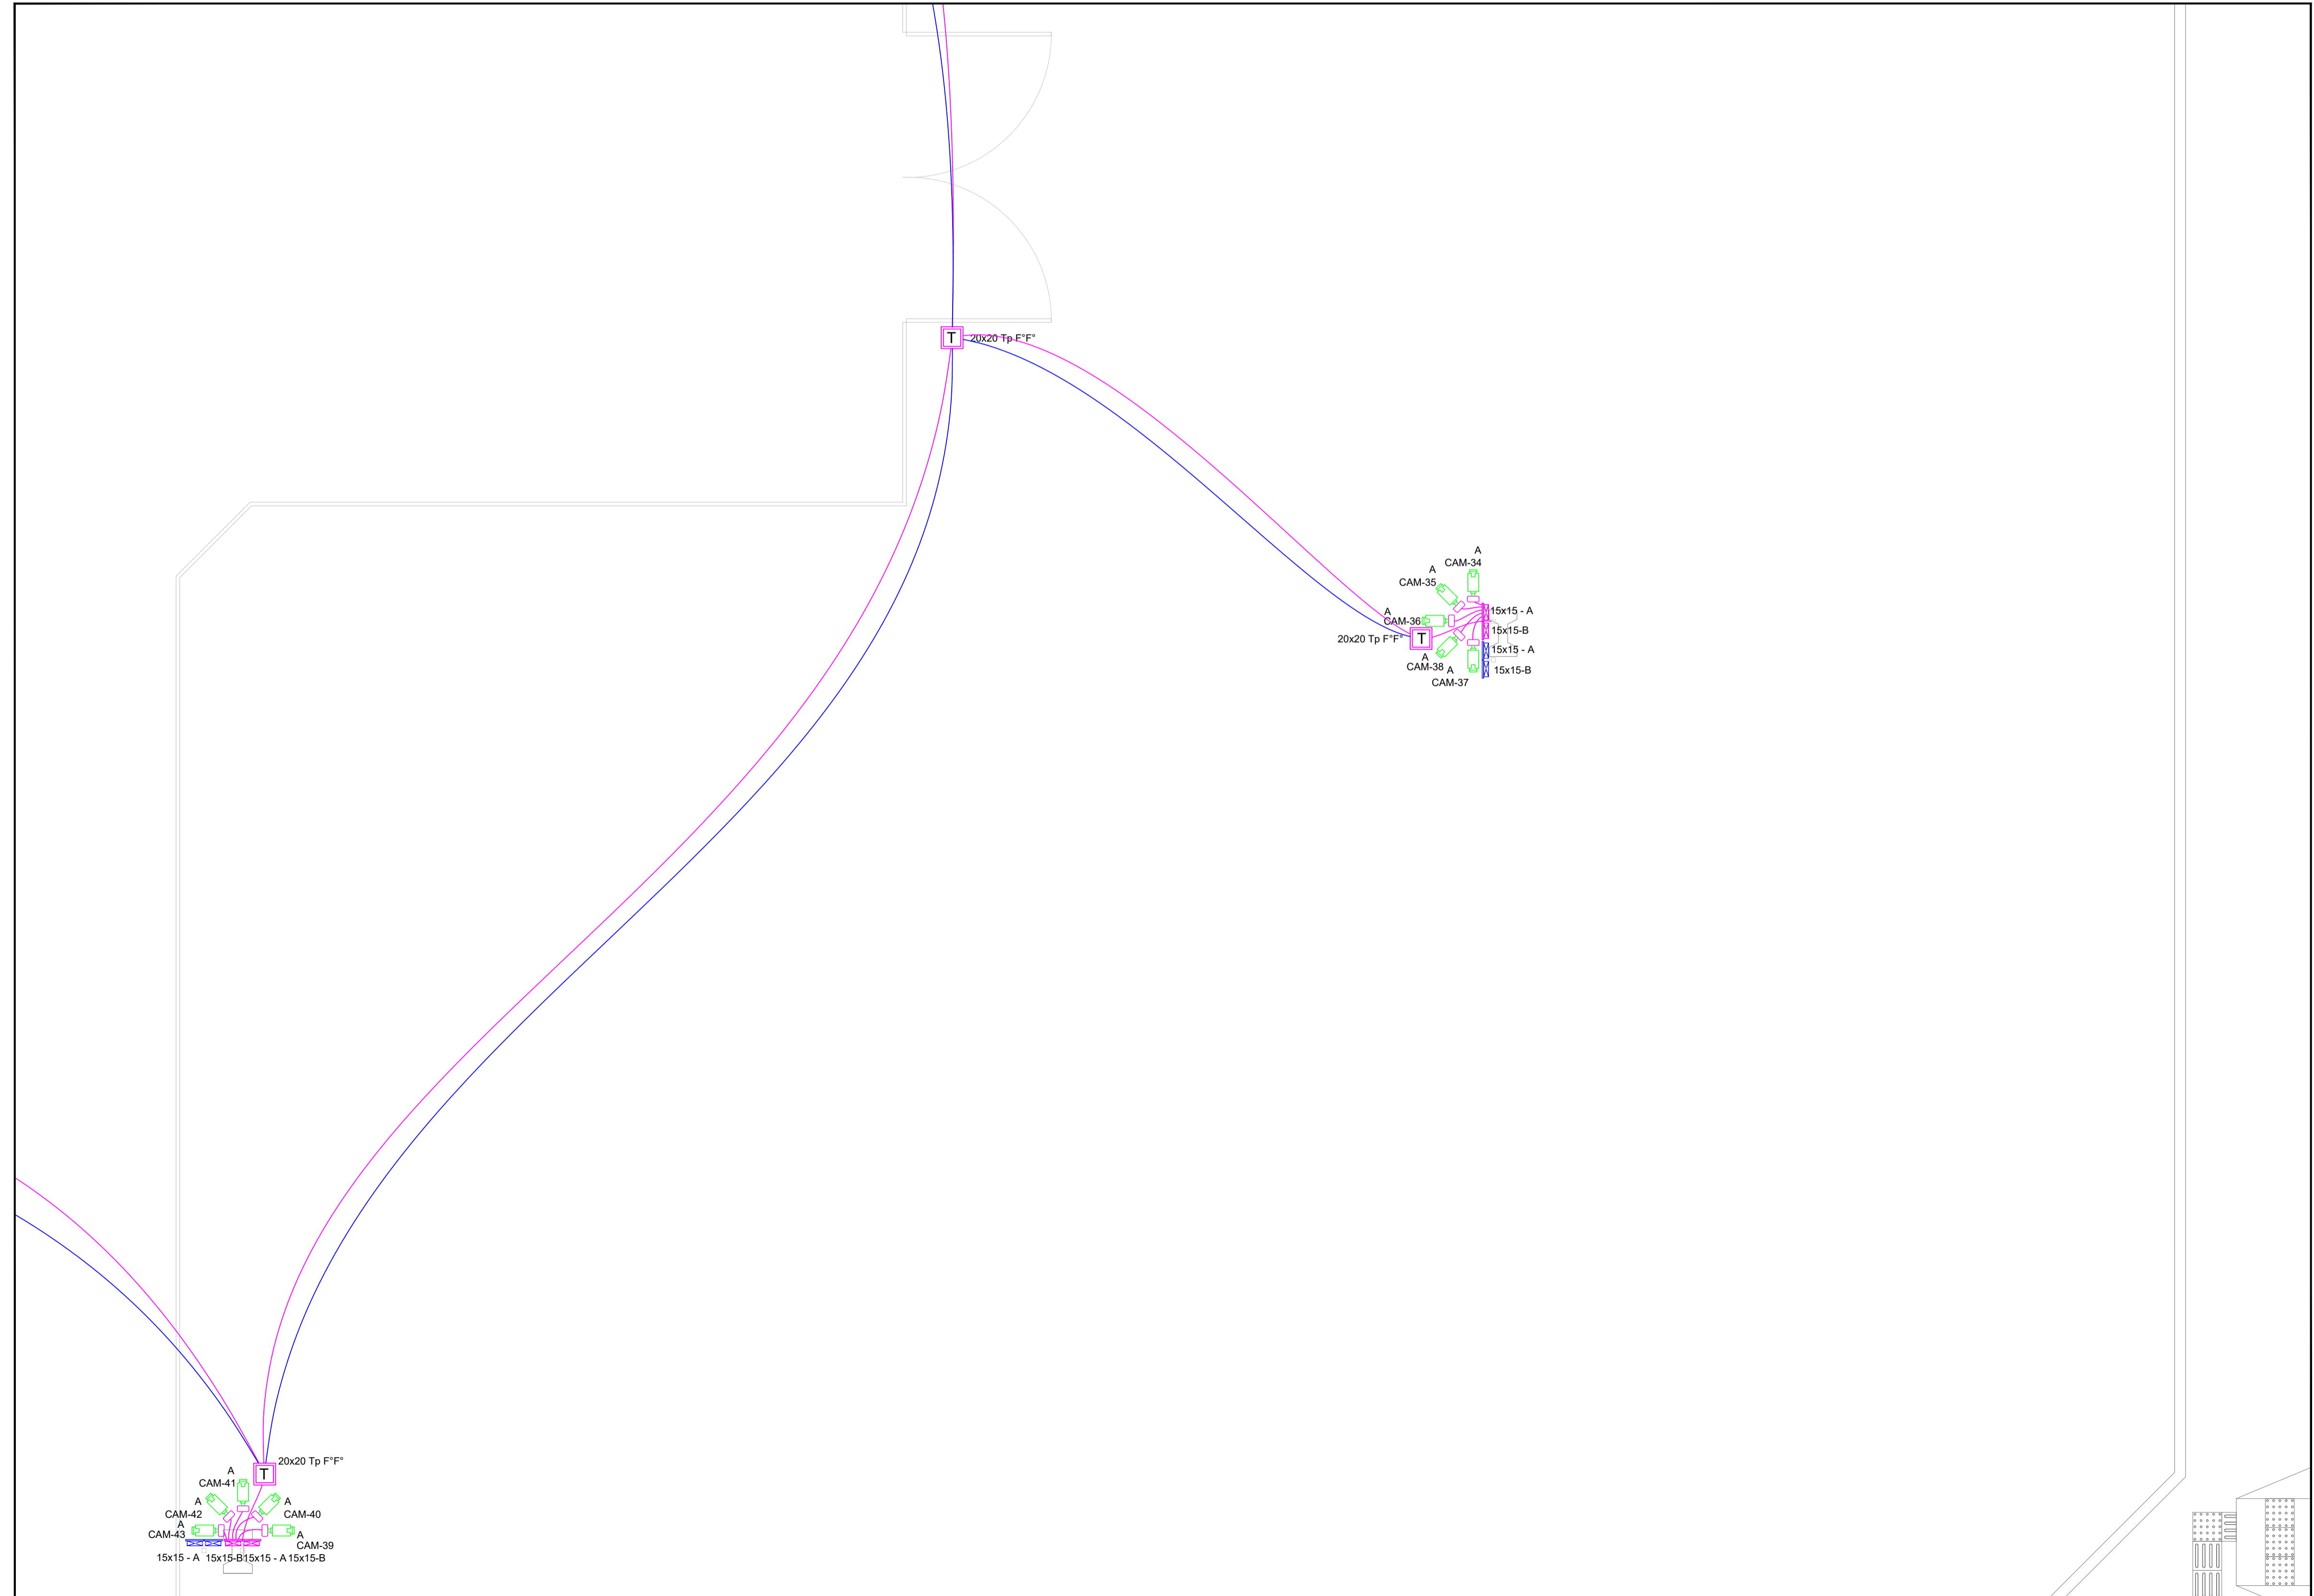 T
20x20 Tp F°F°
A
CAM-34
A
CAM-35
A
CAM-36
15x15 - A
15x15-B
20x20 Tp F°F°
T
15x15 - A
A
CAM-38
A
CAM-37
15x15-B
20x20 Tp F°F°
T
A
CAM-41
A
CAM-42
A
CAM-40
A
CAM-43
A
CAM-39
15x15 - A
15x15-B
15x15 - A
15x15-B